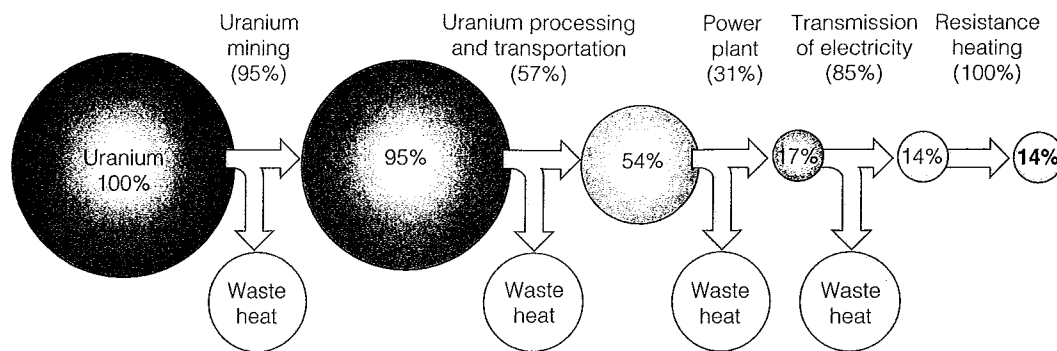 Uranium
mining
(95%)
Uranium processing
and transportation
(57%)
Power
plant
(31%)
Transmission
of electricity
(85%)
Resistance
heating
(100%)
Uranium
100%
95%
54%
17%
14%
14%
Waste
heat
Waste
heat
Waste
heat
Waste
heat